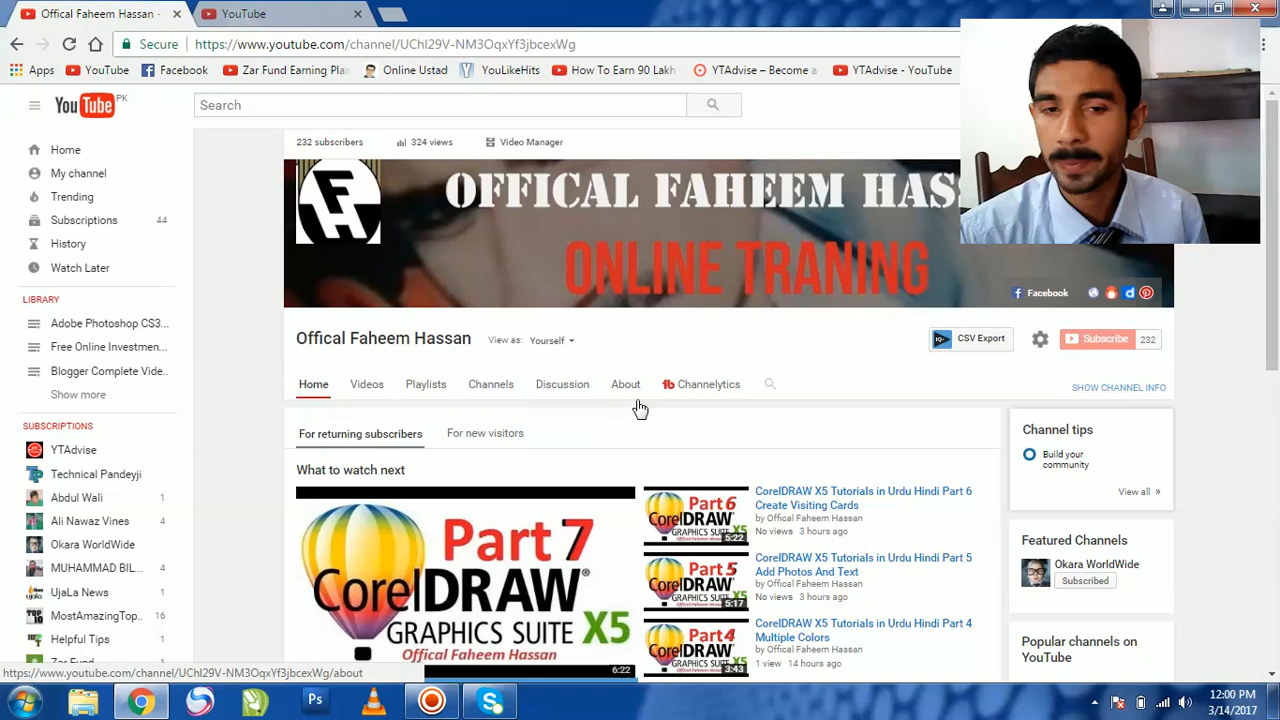 Offical Faheem Hassan -
YouTube
Secure https://www.youtube.com/channel/UChI29V-NM3OqxYf3jbcexWg
Apps YouTube Facebook Zar Fund Earning Pla Online Ustad YouLikeHits How To Earn 90 Lakh YTAdvise – Become a YTAdvise - YouTube
YouTube PK
Search
232 subscribers 324 views Video Manager
Home
My channel
Trending
Subscriptions 44
History
Watch Later
LIBRARY
Adobe Photoshop CS3...
Free Online Investmen...
Blogger Complete Vide...
Show more
SUBSCRIPTIONS
YTAdvise
Technical Pandeyji
Abdul Wali 1
Ali Nawaz Vines 4
Okara WorldWide
MUHAMMAD BIL... 4
UjaLa News 1
MostAmazingTop... 16
Helpful Tips 1
Zar Fund
FH
OFFICAL FAHEEM HASS
ONLINE TRANING
Facebook
Offical Faheem Hassan View as: Yourself
CSV Export
Subscribe 232
Home Videos Playlists Channels Discussion About Channelytics
SHOW CHANNEL INFO
For returning subscribers For new visitors
What to watch next
Part 7
CorelDRAW®
GRAPHICS SUITE X5
Offical Faheem Hassan
6:22
Part 6
CorelDRAW
X5
5:22
CorelDRAW X5 Tutorials in Urdu Hindi Part 6
Create Visiting Cards
by Offical Faheem Hassan
No views 3 hours ago
Part 5
CorelDRAW
X5
5:17
CorelDRAW X5 Tutorials in Urdu Hindi Part 5
Add Photos And Text
by Offical Faheem Hassan
No views 3 hours ago
Part 4
CorelDRAW
X5
3:43
CorelDRAW X5 Tutorials in Urdu Hindi Part 4
Multiple Colors
by Offical Faheem Hassan
1 view 14 hours ago
Channel tips
Build your
community
View all »
Featured Channels
Okara WorldWide
Subscribed
Popular channels on
YouTube
https://www.youtube.com/channel/UChI29V-NM3OqxYf3jbcexWg/about
Ps
12:00 PM
3/14/2017